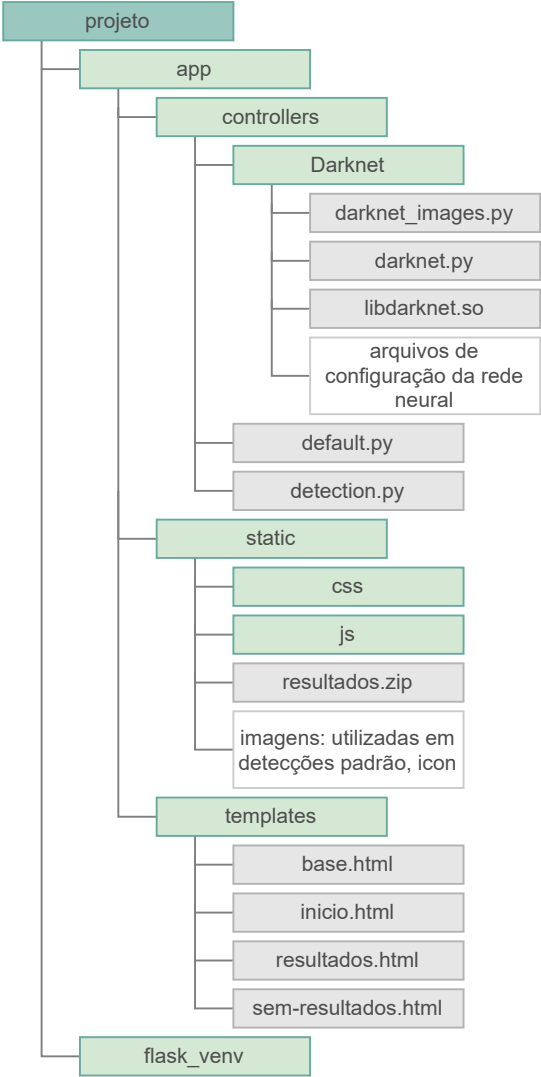 projeto
app
controllers
Darknet
darknet_images.py
darknet.py
libdarknet.so
arquivos de
configuração da rede
neural
default.py
detection.py
static
css
js
resultados.zip
imagens: utilizadas em
detecções padrão, icon
templates
base.html
inicio.html
resultados.html
sem-resultados.html
flask_venv